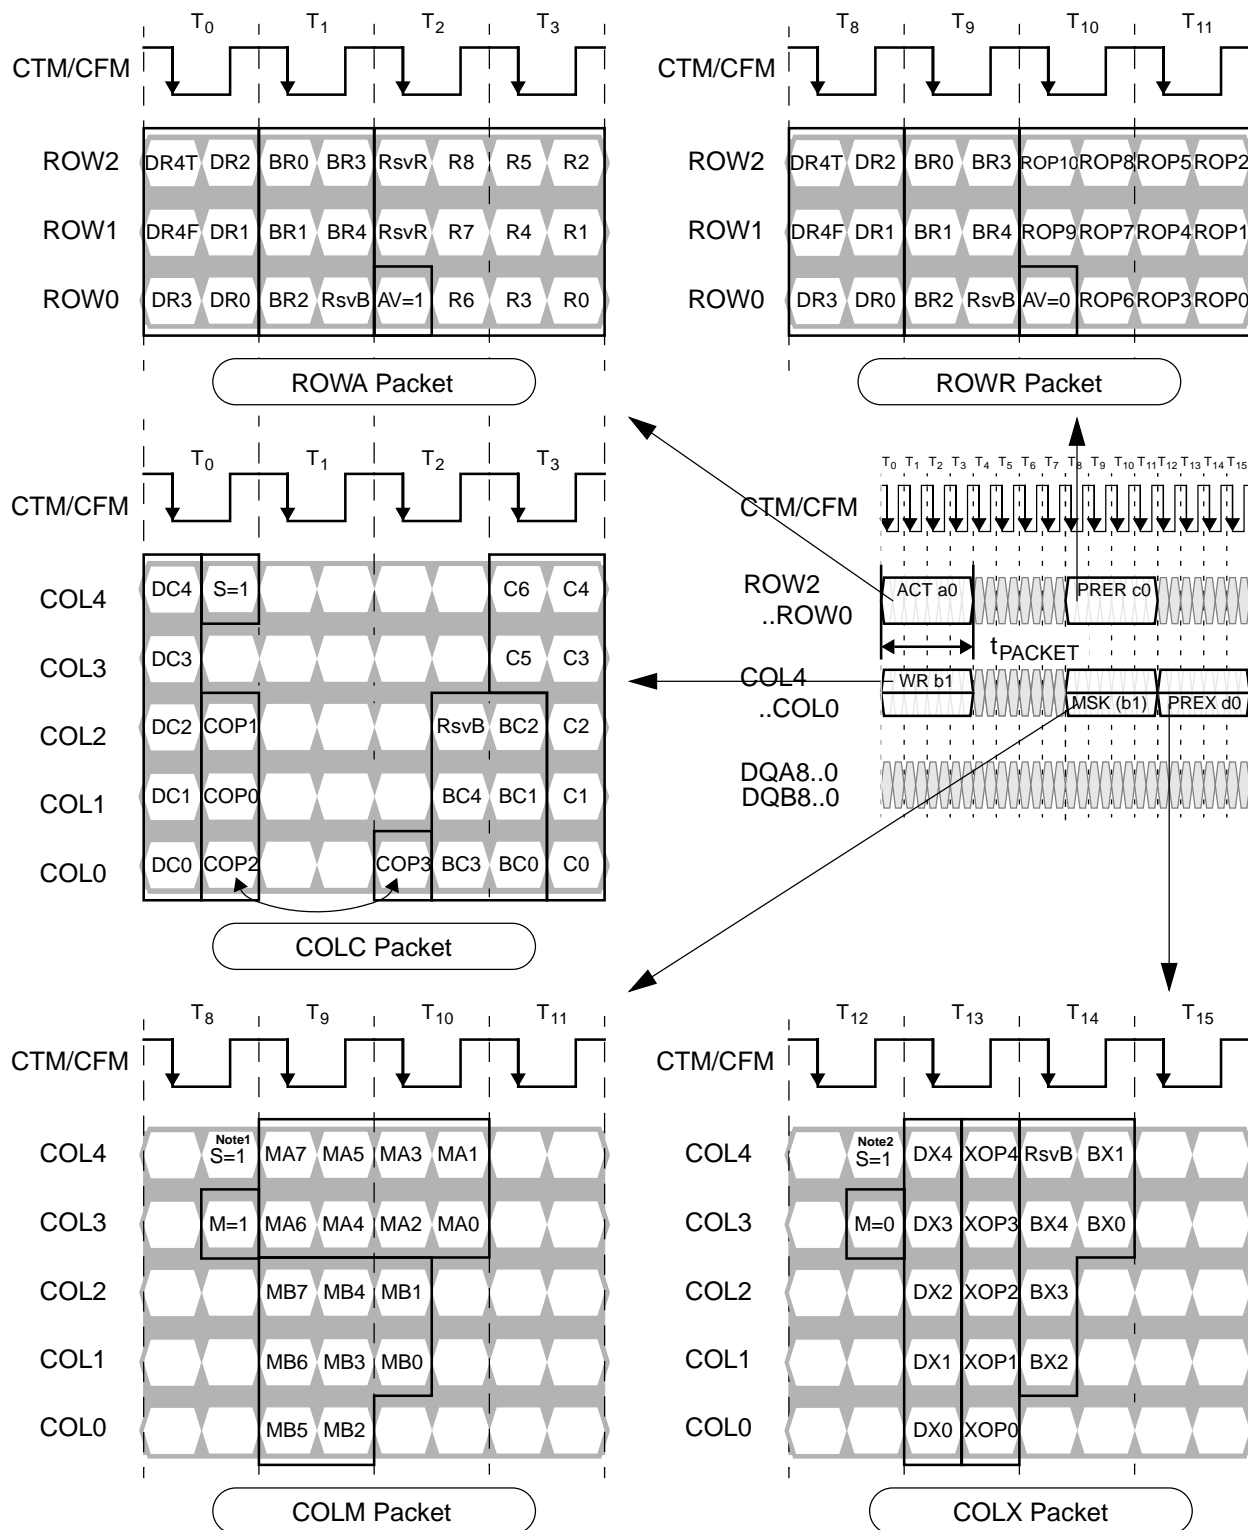 T0 T1 T2 T3
CTM/CFM
ROW2 DR4T DR2 BR0 BR3 RsvR R8 R5 R2
ROW1 DR4F DR1 BR1 BR4 RsvR R7 R4 R1
ROW0 DR3 DR0 BR2 RsvB AV=1 R6 R3 R0
ROWA Packet
T8 T9 T10 T11
CTM/CFM
ROW2 DR4T DR2 BR0 BR3 ROP10 ROP8 ROP5 ROP2
ROW1 DR4F DR1 BR1 BR4 ROP9 ROP7 ROP4 ROP1
ROW0 DR3 DR0 BR2 RsvB AV=0 ROP6 ROP3 ROP0
ROWR Packet
T0 T1 T2 T3
CTM/CFM
COL4 DC4 S=1 C6 C4
COL3 DC3 C5 C3
COL2 DC2 COP1 RsvB BC2 C2
COL1 DC1 COP0 BC4 BC1 C1
COL0 DC0 COP2 COP3 BC3 BC0 C0
COLC Packet
T0 T1 T2 T3 T4 T5 T6 T7 T8 T9 T10 T11 T12 T13 T14 T15
CTM/CFM
ROW2 ACT a0 PRER c0
..ROW0
tPACKET
COL4 WR b1
..COL0 MSK (b1) PREX d0
DQA8..0
DQB8..0
T8 T9 T10 T11
CTM/CFM
Note1
COL4 S=1 MA7 MA5 MA3 MA1
COL3 M=1 MA6 MA4 MA2 MA0
COL2 MB7 MB4 MB1
COL1 MB6 MB3 MB0
COL0 MB5 MB2
COLM Packet
T12 T13 T14 T15
CTM/CFM
Note2
COL4 S=1 DX4 XOP4 RsvB BX1
COL3 M=0 DX3 XOP3 BX4 BX0
COL2 DX2 XOP2 BX3
COL1 DX1 XOP1 BX2
COL0 DX0 XOP0
COLX Packet